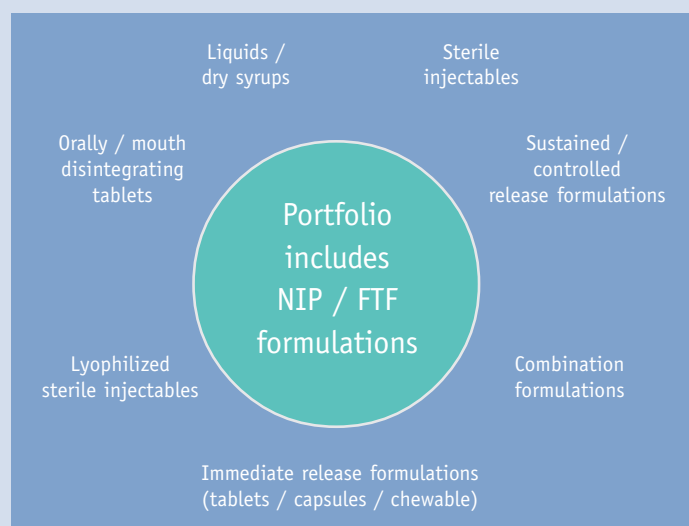 Liquids /
dry syrups
Sterile
injectables
Orally / mouth
disintegrating
tablets
Sustained /
controlled
release formulations
Portfolio
includes
NIP / FTF
formulations
Lyophilized
sterile injectables
Combination
formulations
Immediate release formulations
(tablets / capsules / chewable)